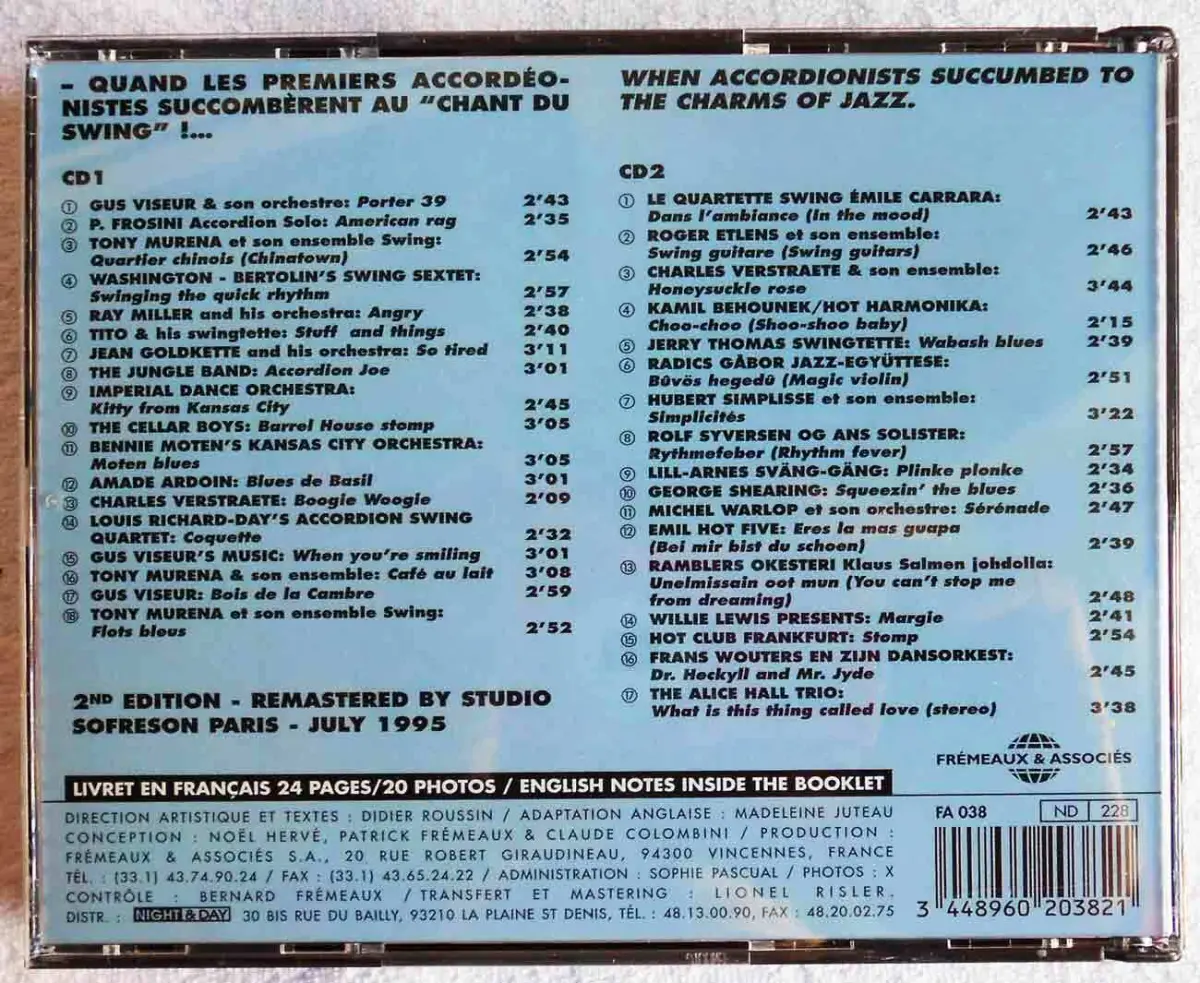 – QUAND LES PREMIERS ACCORDÉO-
NISTES SUCCOMBÈRENT AU "CHANT DU
SWING" !...
CD1
① GUS VISEUR & son orchestre: Porter 39 2'43
② P. FROSINI Accordion Solo: American rag 2'35
③ TONY MURENA et son ensemble Swing:
Quartier chinois (Chinatown) 2'54
④ WASHINGTON - BERTOLIN'S SWING SEXTET:
Swinging the quick rhythm 2'57
⑤ RAY MILLER and his orchestra: Angry 2'38
⑥ TITO & his swingtette: Stuff and things 2'40
⑦ JEAN GOLDKETTE and his orchestra: So tired 3'11
⑧ THE JUNGLE BAND: Accordion Joe 3'01
⑨ IMPERIAL DANCE ORCHESTRA:
Kitty from Kansas City 2'45
⑩ THE CELLAR BOYS: Barrel House stomp 3'05
⑪ BENNIE MOTEN'S KANSAS CITY ORCHESTRA:
Moten blues 3'05
⑫ AMADE ARDOIN: Blues de Basil 3'01
⑬ CHARLES VERSTRAETE: Boogie Woogie 2'09
⑭ LOUIS RICHARD-DAY'S ACCORDION SWING
QUARTET: Coquette 2'32
⑮ GUS VISEUR'S MUSIC: When you're smiling 3'01
⑯ TONY MURENA & son ensemble: Café au lait 3'08
⑰ GUS VISEUR: Bois de la Cambre 2'59
⑱ TONY MURENA et son ensemble Swing:
Flots bleus 2'52
2ND EDITION - REMASTERED BY STUDIO
SOFRESON PARIS - JULY 1995
WHEN ACCORDIONISTS SUCCUMBED TO
THE CHARMS OF JAZZ.
CD2
① LE QUARTETTE SWING ÉMILE CARRARA:
Dans l'ambiance (In the mood) 2'43
② ROGER ETLENS et son ensemble:
Swing guitare (Swing guitars) 2'46
③ CHARLES VERSTRAETE & son ensemble:
Honeysuckle rose 3'44
④ KAMIL BEHOUNEK/HOT HARMONIKA:
Choo-choo (Shoo-shoo baby) 2'15
⑤ JERRY THOMAS SWINGTETTE: Wabash blues 2'39
⑥ RADICS GÅBOR JAZZ-EGYÜTTESE:
Bûvös hegedû (Magic violin) 2'51
⑦ HUBERT SIMPLISSE et son ensemble:
Simplicités 3'22
⑧ ROLF SYVERSEN OG ANS SOLISTER:
Rythmefeber (Rhythm fever) 2'57
⑨ LILL-ARNES SVÄNG-GÄNG: Plinke plonke 2'34
⑩ GEORGE SHEARING: Squeezin' the blues 2'36
⑪ MICHEL WARLOP et son orchestre: Sérénade 2'47
⑫ EMIL HOT FIVE: Eres la mas guapa
(Bei mir bist du schoen) 2'39
⑬ RAMBLERS OKESTERI Klaus Salmen johdolla:
Unelmissain oot mun (You can't stop me
from dreaming) 2'48
⑭ WILLIE LEWIS PRESENTS: Margie 2'41
⑮ HOT CLUB FRANKFURT: Stomp 2'54
⑯ FRANS WOUTERS EN ZIJN DANSORKEST:
Dr. Heckyll and Mr. Jyde 2'45
⑰ THE ALICE HALL TRIO:
What is this thing called love (stereo) 3'38
FRÉMEAUX & ASSOCIÉS
LIVRET EN FRANÇAIS 24 PAGES/20 PHOTOS / ENGLISH NOTES INSIDE THE BOOKLET
DIRECTION ARTISTIQUE ET TEXTES : DIDIER ROUSSIN / ADAPTATION ANGLAISE : MADELEINE JUTEAU
CONCEPTION : NOËL HERVÉ, PATRICK FRÉMEAUX & CLAUDE COLOMBINI / PRODUCTION :
FRÉMEAUX & ASSOCIÉS S.A., 20 RUE ROBERT GIRAUDINEAU, 94300 VINCENNES, FRANCE
TÉL. : (33.1) 43.74.90.24 / FAX : (33.1) 43.65.24.22 / ADMINISTRATION : SOPHIE PASCUAL / PHOTOS : X
CONTRÔLE : BERNARD FRÉMEAUX / TRANSFERT ET MASTERING : LIONEL RISLER.
DISTR. : NIGHT & DAY 30 BIS RUE DU BAILLY, 93210 LA PLAINE ST DENIS, TÉL. : 48.13.00.90, FAX : 48.20.02.75
FA 038 ND 228
3 448960 203821